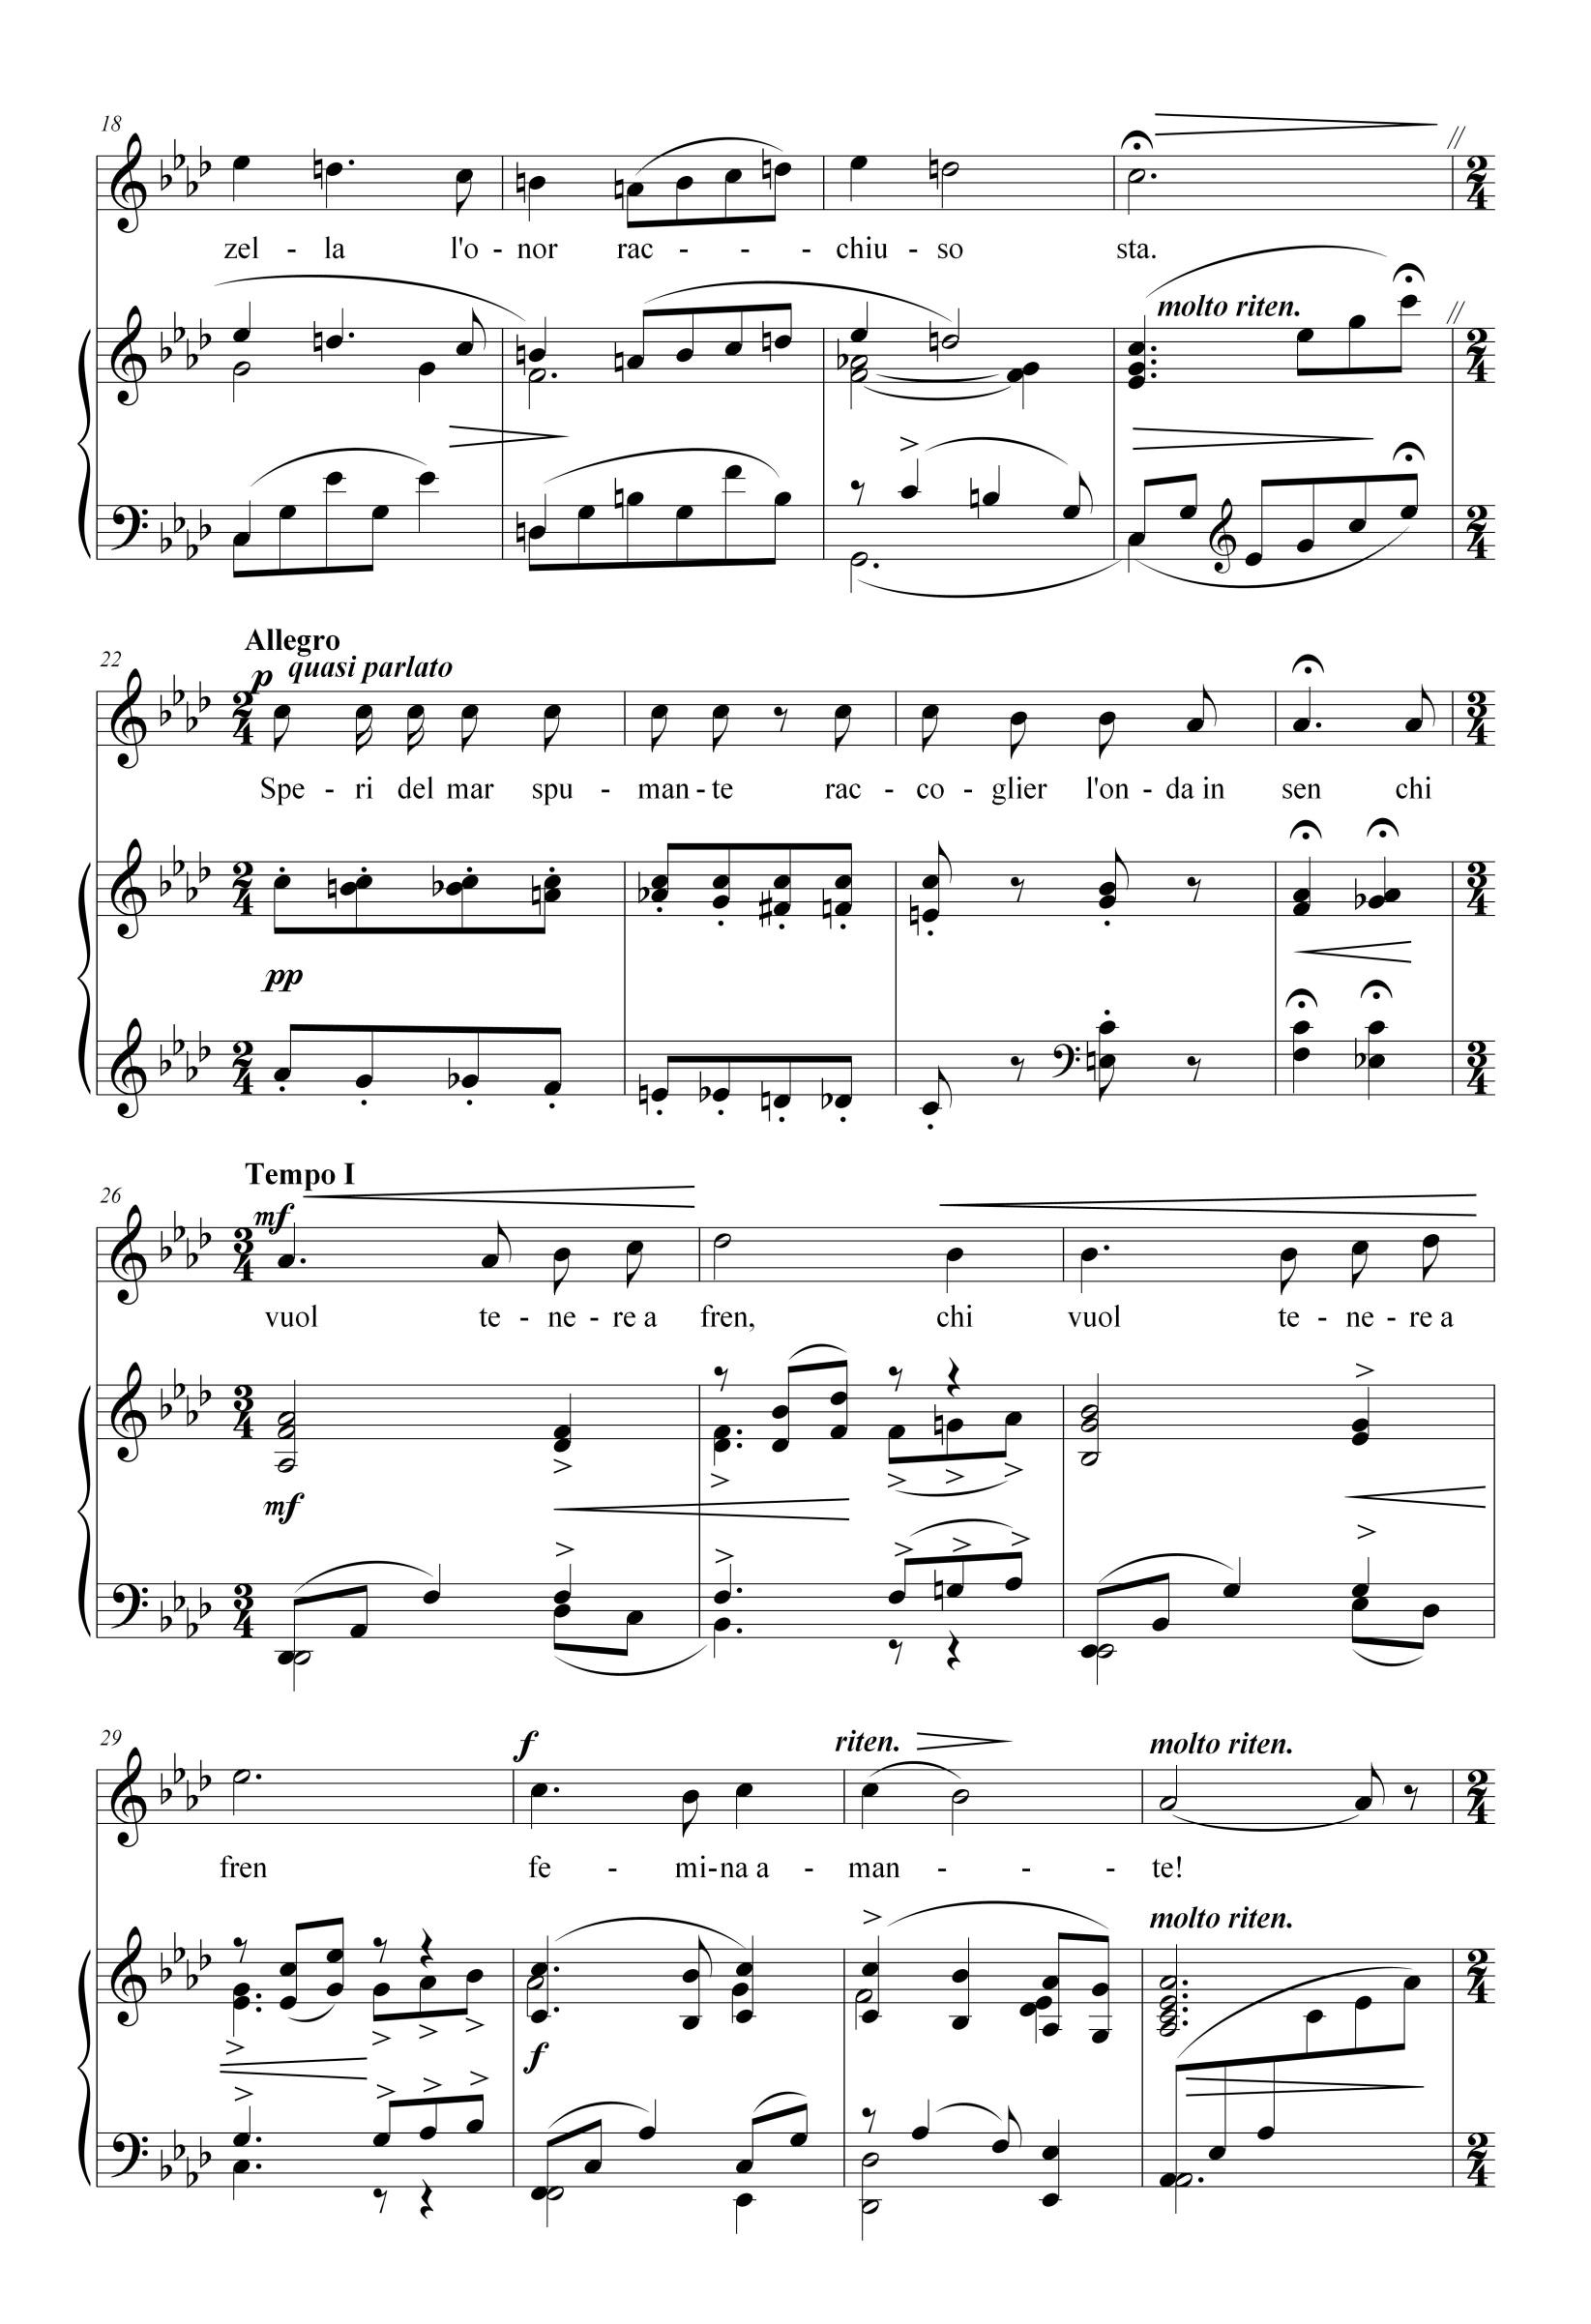 18
zel - la l'o - nor rac - - - chiu - so sta.
molto riten.
Allegro
22
p quasi parlato
Spe - ri del mar spu - man - te rac - co - glier l'on - da in sen chi
pp
Tempo I
26
mf
vuol te - ne - re a fren, chi vuol te - ne - re a
mf
29
f riten. molto riten.
fren fe - mi - na a - man - - - te!
molto riten.
f